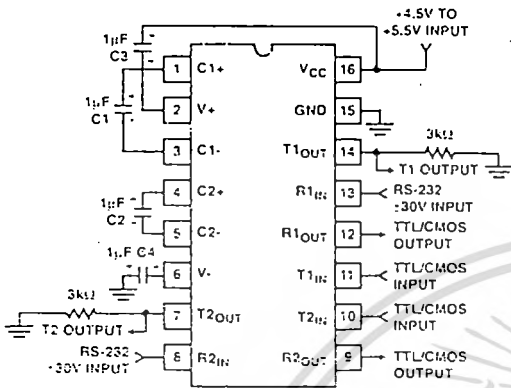 +4.5V TO
+5.5V INPUT
1µF
C3
1 C1+
VCC 16
1µF
C1
2 V+
GND 15
3kΩ
3 C1-
T1OUT 14
T1 OUTPUT
4 C2+
R1IN 13
RS-232
±30V INPUT
1µF
C2
5 C2-
R1OUT 12
TTL/CMOS
OUTPUT
1µF C4
6 V-
T1IN 11
TTL/CMOS
INPUT
3kΩ
7 T2OUT
T2IN 10
TTL/CMOS
INPUT
T2 OUTPUT
RS-232
±30V INPUT
8 R2IN
R2OUT 9
TTL/CMOS
OUTPUT